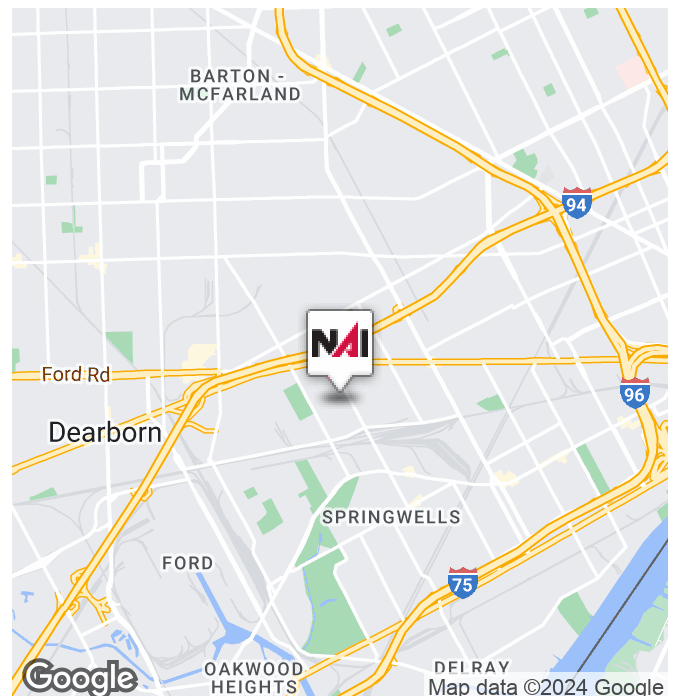 BARTON -
MCFARLAND
94
NAI
Ford Rd
96
Dearborn
SPRINGWELLS
FORD
75
OAKWOOD
HEIGHTS
DELRAY
Google
Map data ©2024 Google